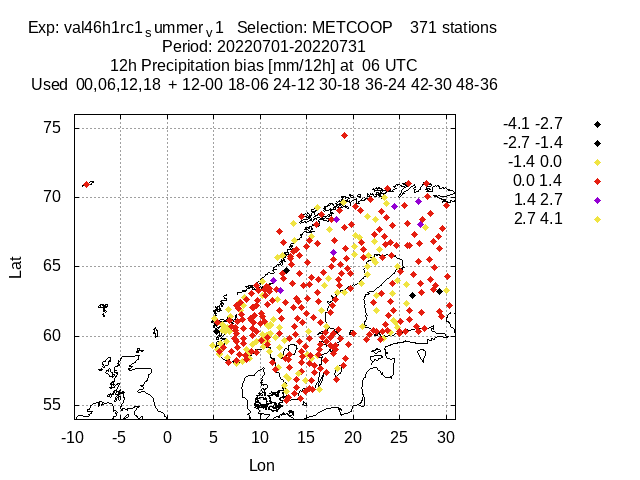 Exp: val46h1rc1summerv1 Selection: METCOOP 371 stations
Period: 20220701-20220731
12h Precipitation bias [mm/12h] at 06 UTC
Used 00,06,12,18 + 12-00 18-06 24-12 30-18 36-24 42-30 48-36
-4.1 -2.7
-2.7 -1.4
-1.4 0.0
0.0 1.4
1.4 2.7
2.7 4.1
75
70
65
60
55
Lat
-10 -5 0 5 10 15 20 25 30
Lon